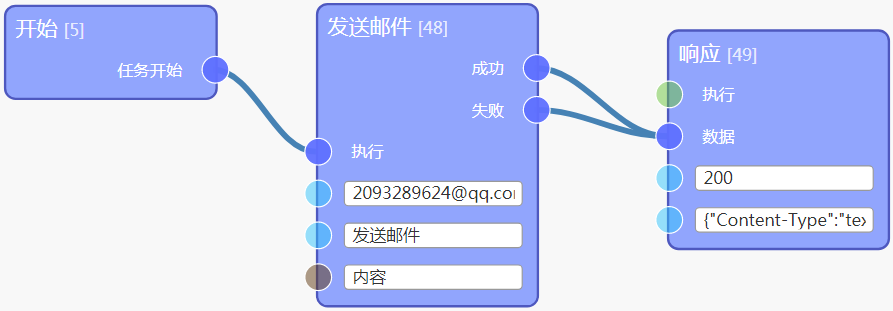 开始 [5]
任务开始
发送邮件 [48]
成功
失败
执行
2093289624@qq.co
发送邮件
内容
响应 [49]
执行
数据
200
{"Content-Type":"te